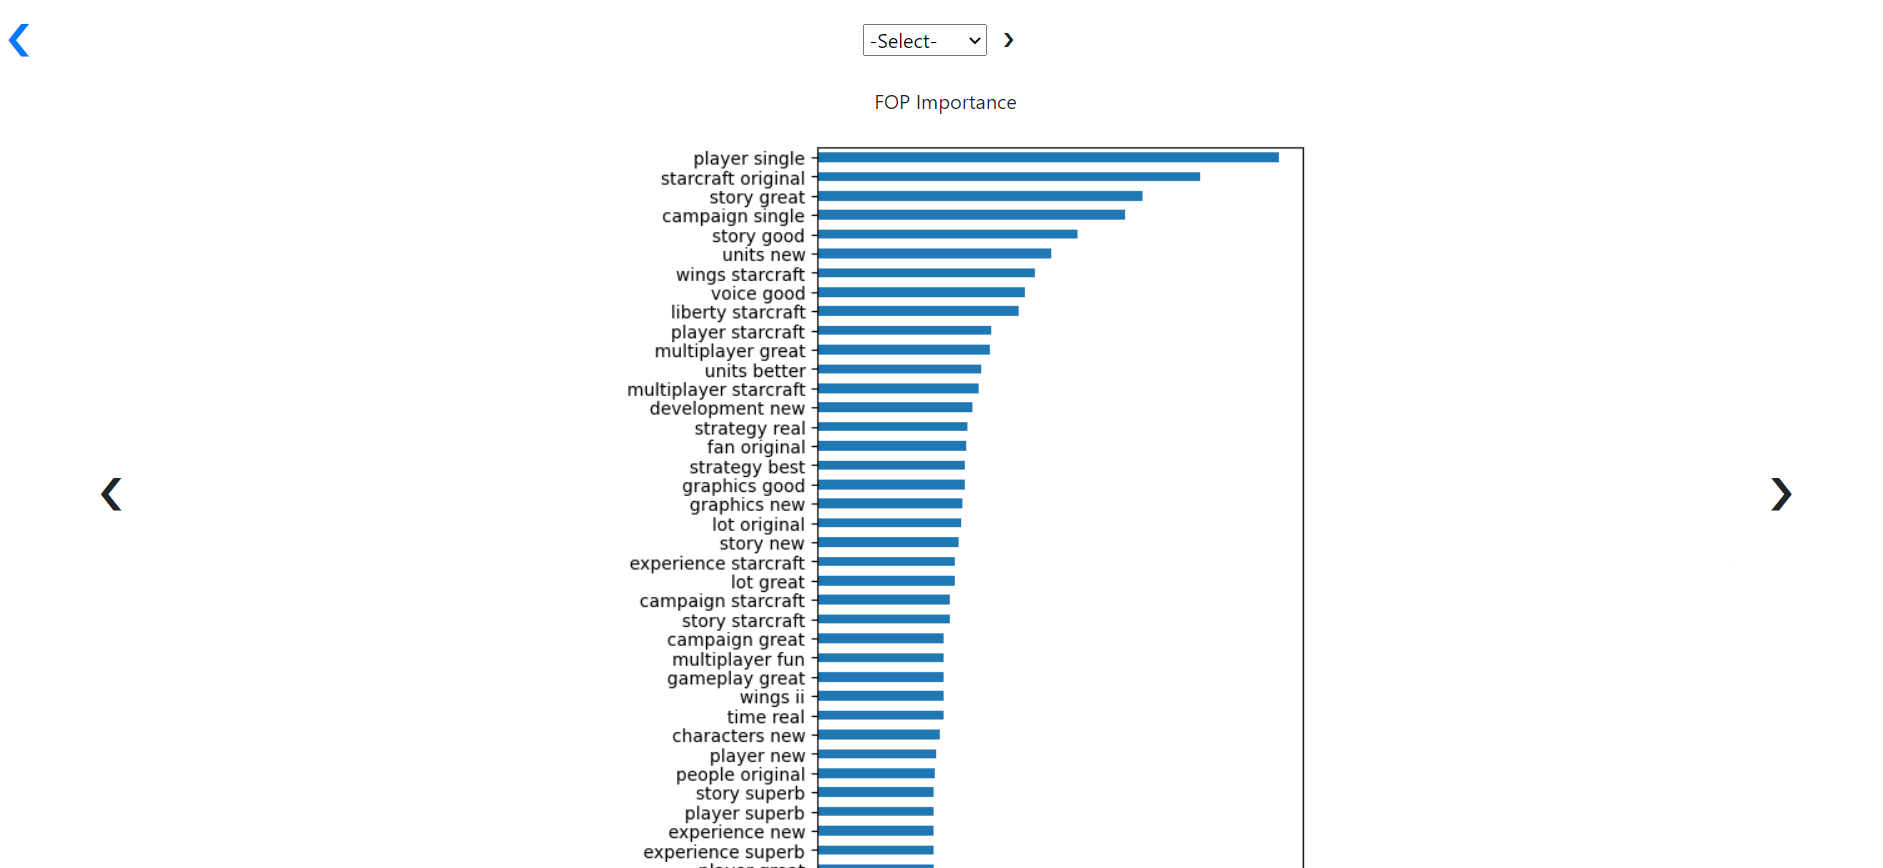 -Select-
FOP Importance
player single
starcraft original
story great
campaign single
story good
units new
wings starcraft
voice good
liberty starcraft
player starcraft
multiplayer great
units better
multiplayer starcraft
development new
strategy real
fan original
strategy best
graphics good
graphics new
lot original
story new
experience starcraft
lot great
campaign starcraft
story starcraft
campaign great
multiplayer fun
gameplay great
wings ii
time real
characters new
player new
people original
story superb
player superb
experience new
experience superb